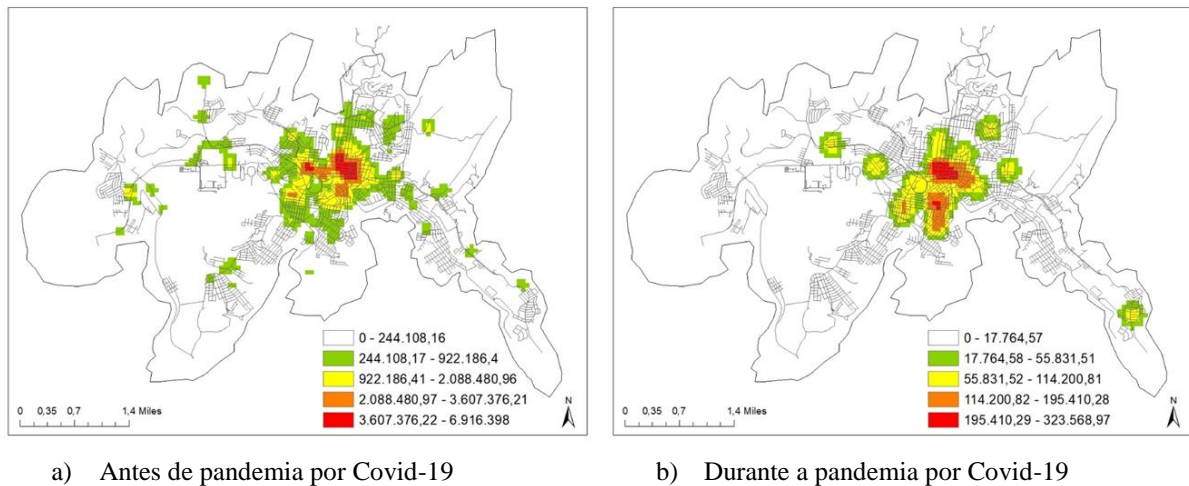 0 - 244.108,16
244.108,17 - 922.186,4
922.186,41 - 2.088.480,96
2.088.480,97 - 3.607.376,21
3.607.376,22 - 6.916.398
0 0,35 0,7 1,4 Miles
N
0 - 17.764,57
17.764,58 - 55.831,51
55.831,52 - 114.200,81
114.200,82 - 195.410,28
195.410,29 - 323.568,97
0 0,35 0,7 1,4 Miles
N
a) Antes de pandemia por Covid-19
b) Durante a pandemia por Covid-19